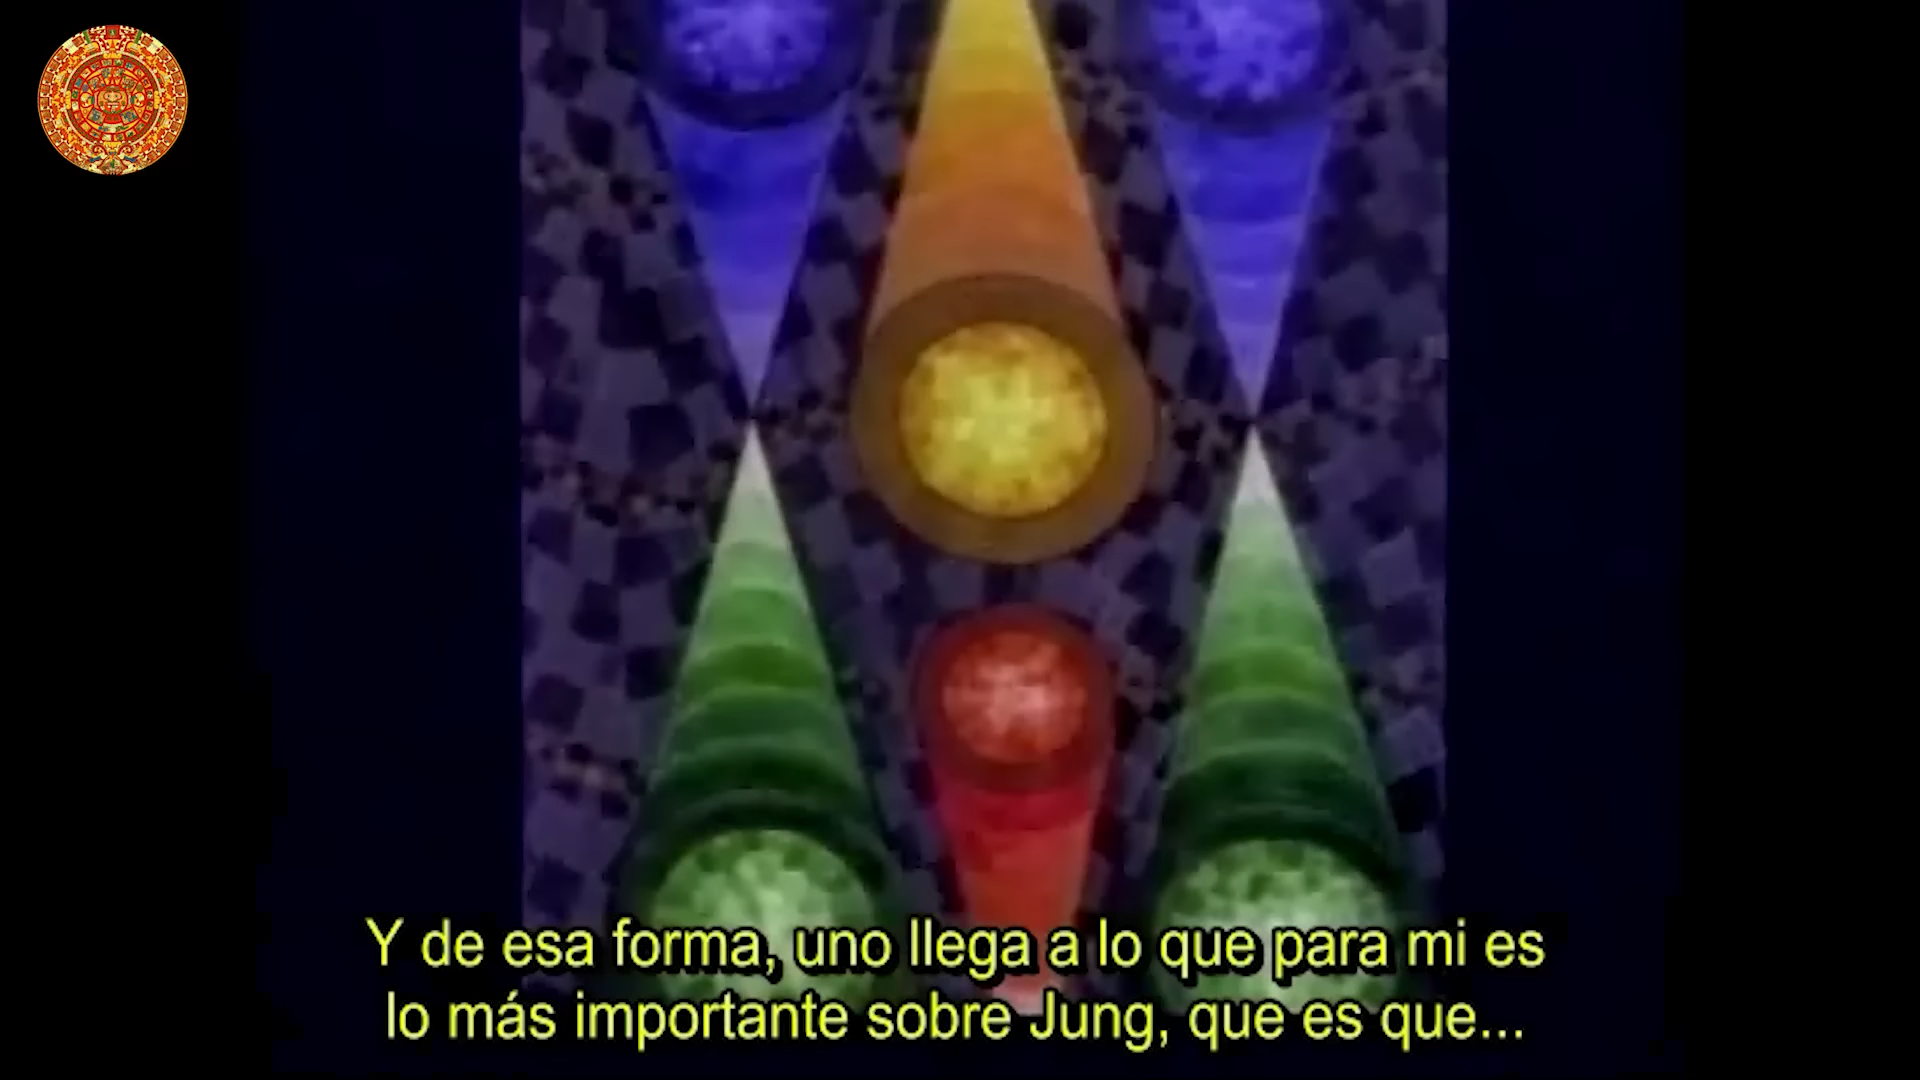 Y de esa forma, uno llega a lo que para mi es
lo más importante sobre Jung, que es que...